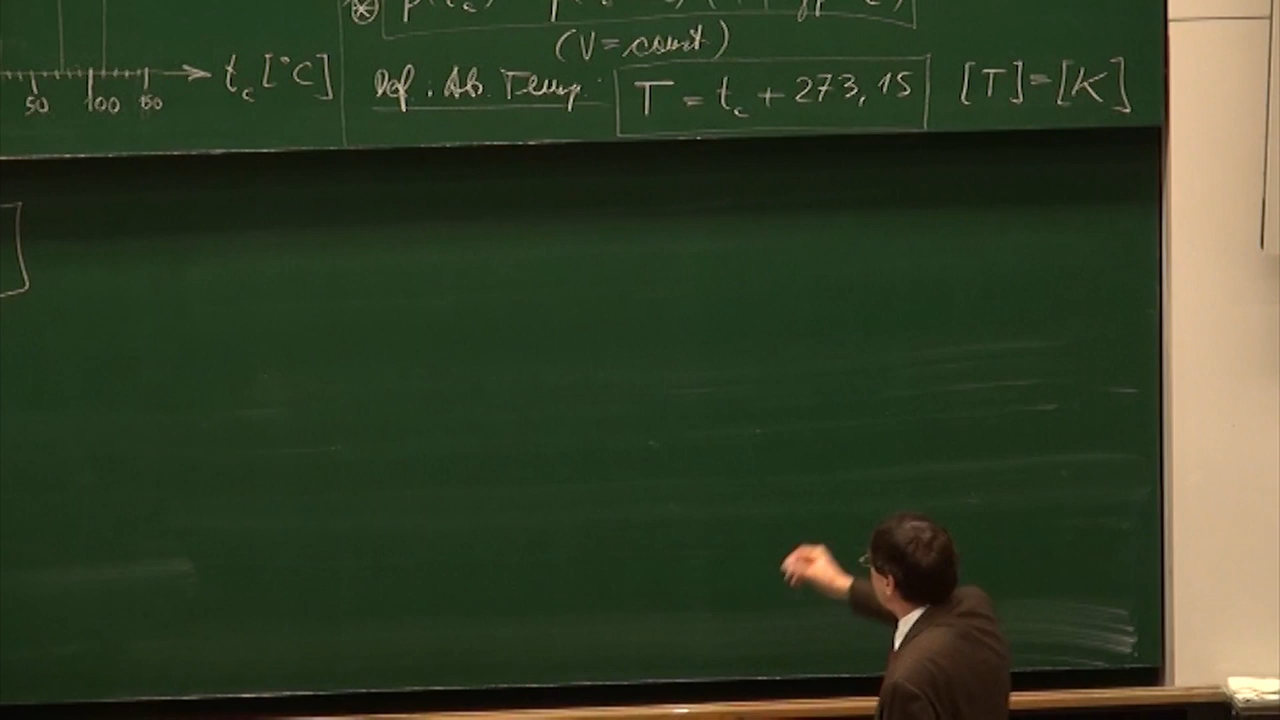 (V = const)
t_c [°C]
50 100 150
Def.: Ab. Temp.: T = t_c + 273,15 [T] = [K]